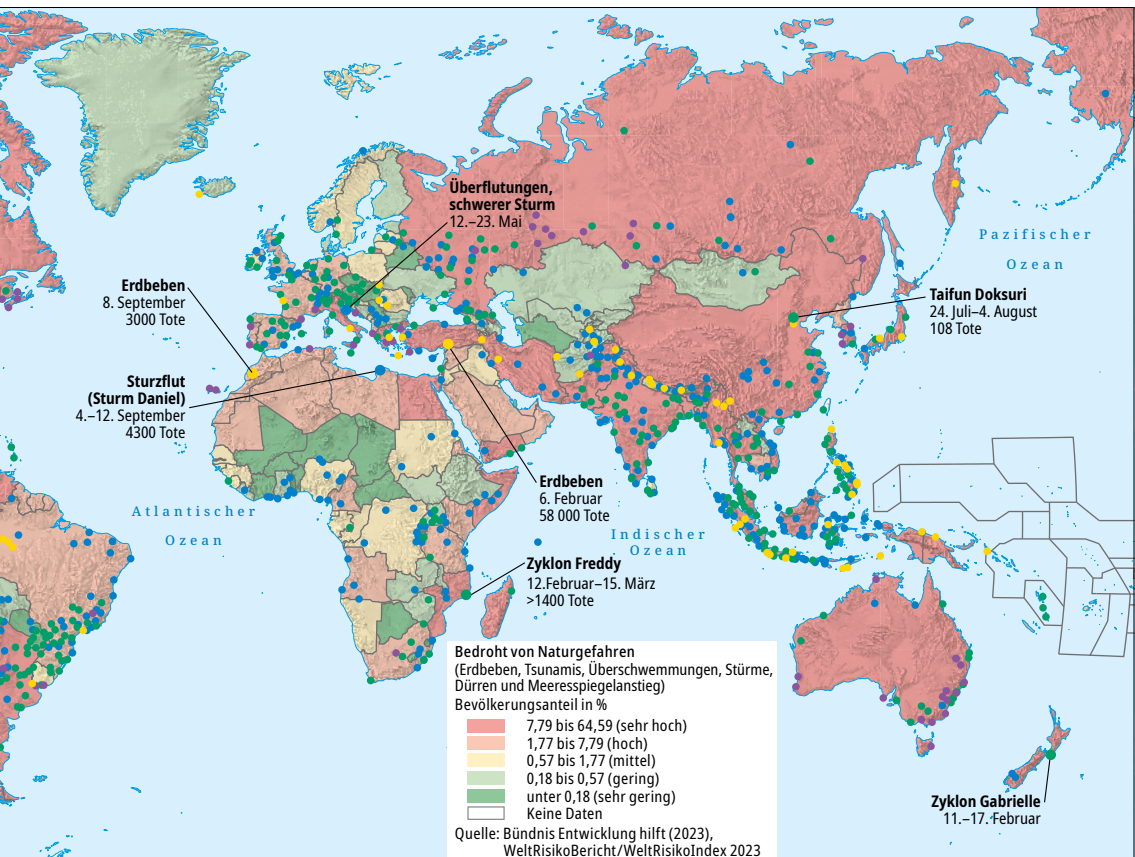 Überflutungen,
schwerer Sturm
12.–23. Mai
Pazifischer
Ozean
Erdbeben
8. September
3000 Tote
Taifun Doksuri
24. Juli–4. August
108 Tote
Sturzflut
(Sturm Daniel)
4.–12. September
4300 Tote
Erdbeben
6. Februar
58 000 Tote
Atlantischer
Ozean
Indischer
Ozean
Zyklon Freddy
12.Februar–15. März
>1400 Tote
Bedroht von Naturgefahren
(Erdbeben, Tsunamis, Überschwemmungen, Stürme,
Dürren und Meeresspiegelanstieg)
Bevölkerungsanteil in %
7,79 bis 64,59 (sehr hoch)
1,77 bis 7,79 (hoch)
0,57 bis 1,77 (mittel)
0,18 bis 0,57 (gering)
unter 0,18 (sehr gering)
Keine Daten
Quelle: Bündnis Entwicklung hilft (2023),
WeltRisikoBericht/WeltRisikoIndex 2023
Zyklon Gabrielle
11.–17. Februar